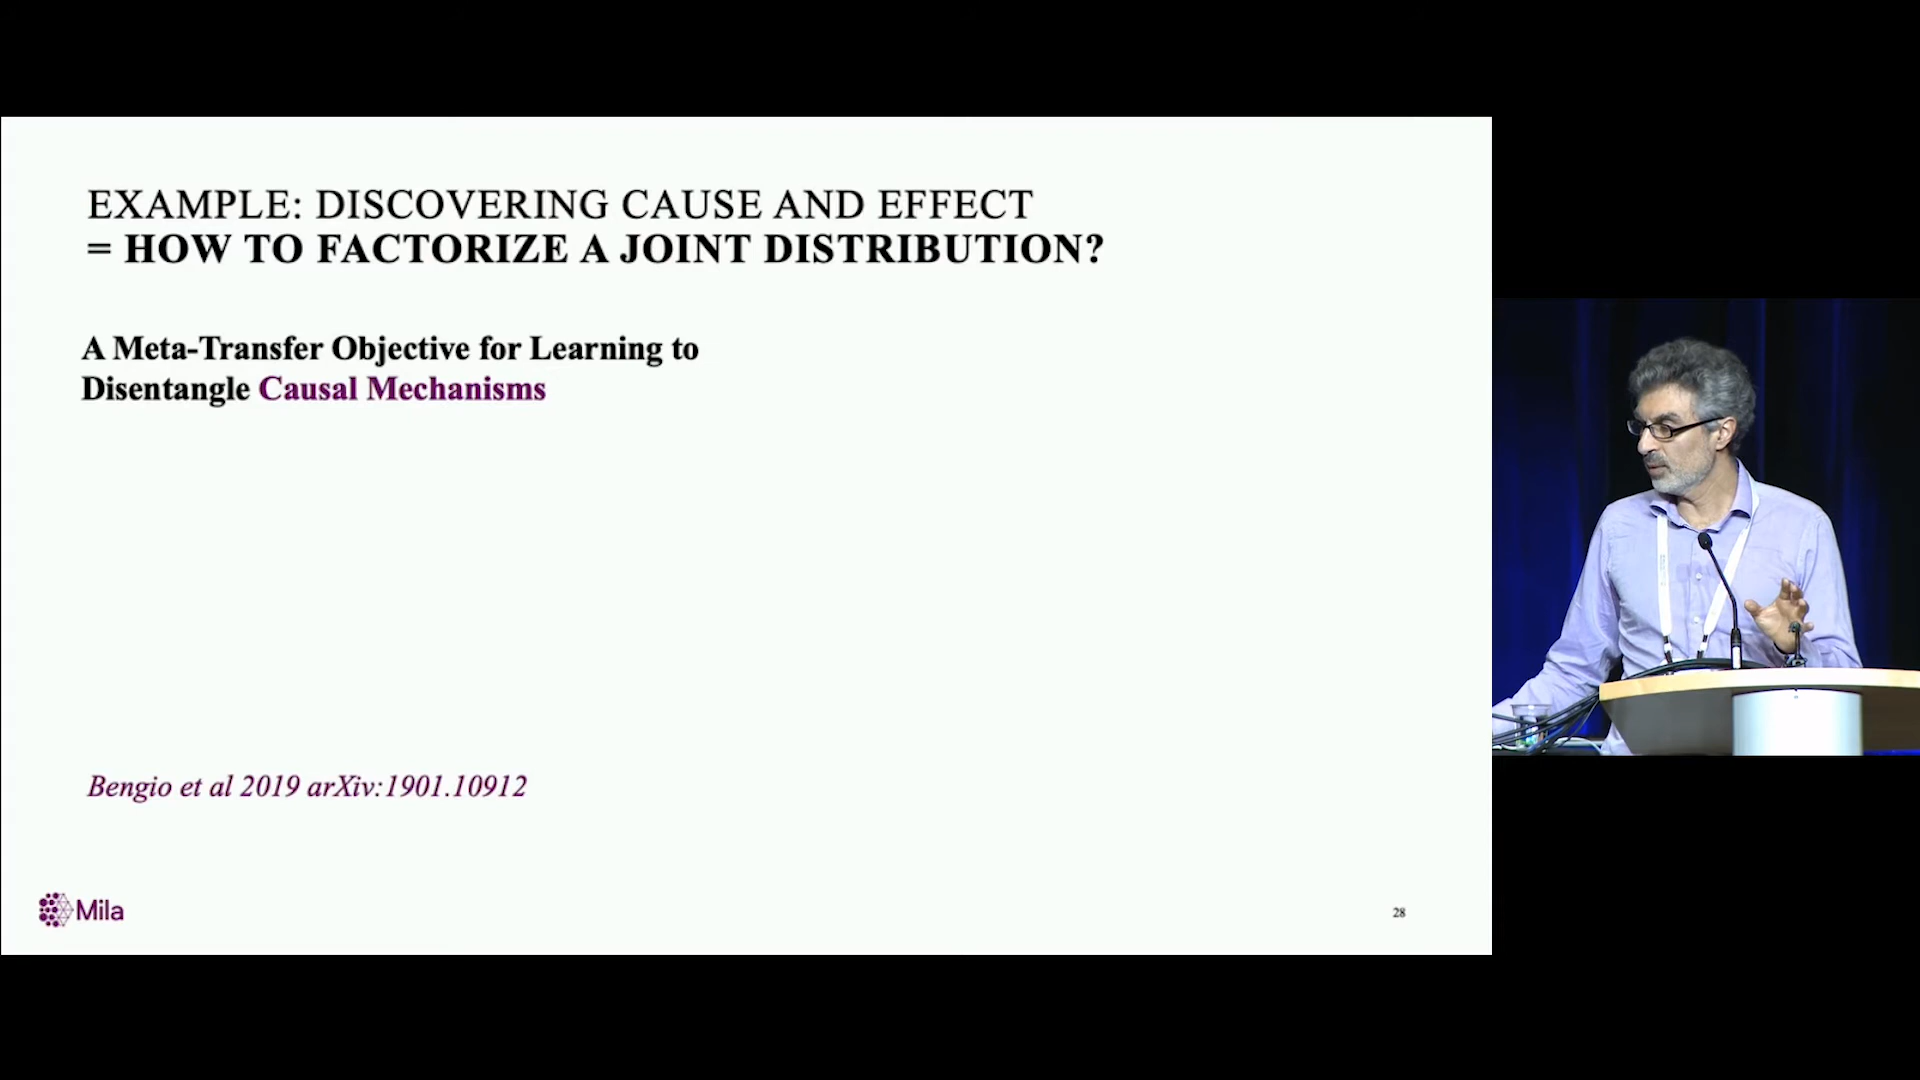 EXAMPLE: DISCOVERING CAUSE AND EFFECT
= HOW TO FACTORIZE A JOINT DISTRIBUTION?
A Meta-Transfer Objective for Learning to
Disentangle Causal Mechanisms
Bengio et al 2019 arXiv:1901.10912
Mila
28